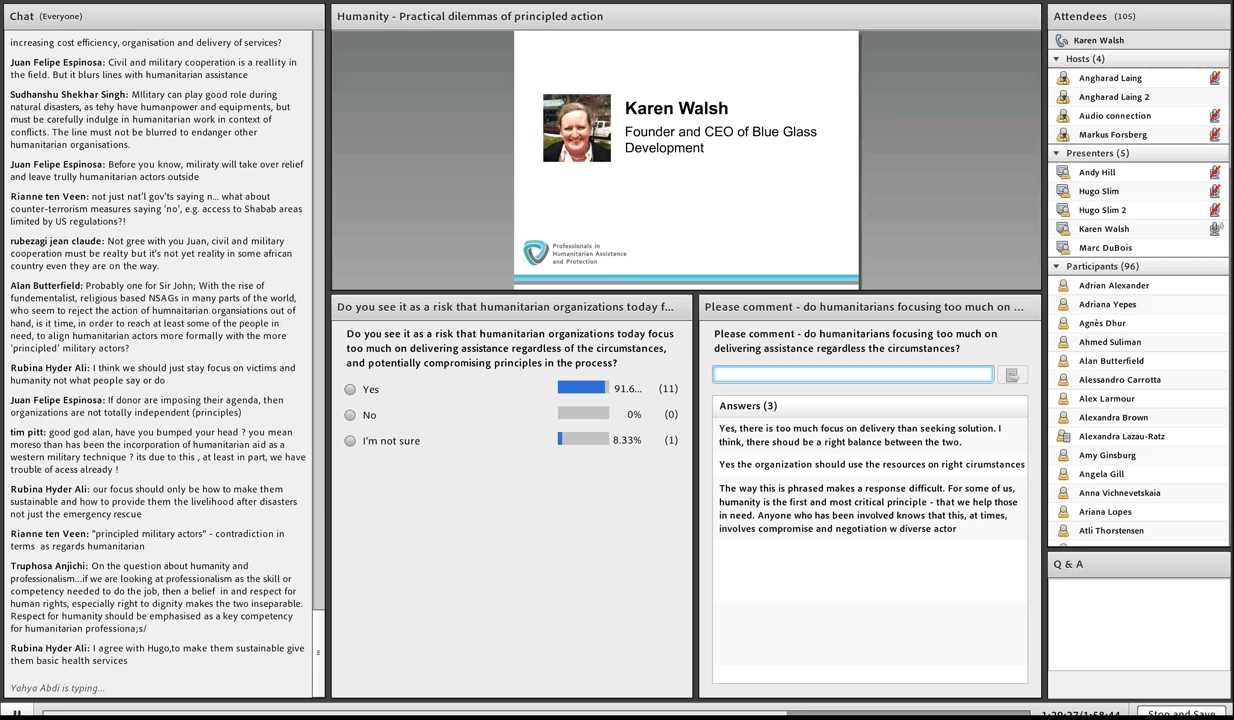 Chat (Everyone)
increasing cost efficiency, organisation and delivery of services?
Juan Felipe Espinosa: Civil and military cooperation is a reallity in
the field. But it blurs lines with humanitarian assistance
Sudhanshu Shekhar Singh: MIlitary can play good role during
natural disasters, as tehy have humanpower and equipments, but
must be carefully indulge in humanitarian work in context of
conflicts. The line must not be blurred to endanger other
humanitarian organisations.
Juan Felipe Espinosa: Before you know, miliraty will take over relief
and leave trully humanitarian actors outside
Rianne ten Veen: not just nat'l gov'ts saying n... what about
counter-terrorism measures saying 'no', e.g. access to Shabab areas
limited by US regulations?!
rubezagi jean claude: Not gree with you Juan, civil and military
cooperation must be realty but it's not yet reality in some african
country even they are on the way.
Alan Butterfield: Probably one for Sir John; With the rise of
fundementalist, religious based NSAGs in many parts of the world,
who seem to reject the action of humnaitarian organsiations out of
hand, is it time, in order to reach at least some of the people in
need, to align humanitarian actors more formally with the more
'principled' military actors?
Rubina Hyder Ali: I think we should just stay focus on victims and
humanity not what people say or do
Juan Felipe Espinosa: If donor are imposing their agenda, then
organizations are not totally independent (principles)
tim pitt: good god alan, have you bumped your head ? you mean
moreso than has been the incorporation of humanitarian aid as a
western military technique ? its due to this , at least in part, we have
trouble of acess already !
Rubina Hyder Ali: our focus should only be how to make them
sustainable and how to provide them the livelihood after disasters
not just the emergency rescue
Rianne ten Veen: "principled military actors" - contradiction in
terms as regards humanitarian
Truphosa Anjichi: On the question about humanity and
professionalism...if we are looking at professionalism as the skill or
competency needed to do the job, then a belief in and respect for
human rights, especially right to dignity makes the two inseparable.
Respect for humanity should be emphasised as a key competency
for humanitarian professiona;s/
Rubina Hyder Ali: I agree with Hugo,to make them sustainable give
them basic health services
Yahya Abdi is typing...
Humanity - Practical dilemmas of principled action
Karen Walsh
Founder and CEO of Blue Glass
Development
Professionals in
Humanitarian Assistance
and Protection
Do you see it as a risk that humanitarian organizations today f...
Do you see it as a risk that humanitarian organizations today focus
too much on delivering assistance regardless of the circumstances,
and potentially compromising principles in the process?
Yes 91.6... (11)
No 0% (0)
I'm not sure 8.33% (1)
Please comment - do humanitarians focusing too much on ...
Please comment - do humanitarians focusing too much on
delivering assistance regardless the circumstances?
Answers (3)
Yes, there is too much focus on delivery than seeking solution. I
think, there shoud be a right balance between the two.
Yes the organization should use the resources on right cirumstances
The way this is phrased makes a response difficult. For some of us,
humanity is the first and most critical principle - that we help those
in need. Anyone who has been involved knows that this, at times,
involves compromise and negotiation w diverse actor
Attendees (105)
Karen Walsh
Hosts (4)
Angharad Laing
Angharad Laing 2
Audio connection
Markus Forsberg
Presenters (5)
Andy Hill
Hugo Slim
Hugo Slim 2
Karen Walsh
Marc DuBois
Participants (96)
Adrian Alexander
Adriana Yepes
Agnès Dhur
Ahmed Suliman
Alan Butterfield
Alessandro Carrotta
Alex Larmour
Alexandra Brown
Alexandra Lazau-Ratz
Amy Ginsburg
Angela Gill
Anna Vichnevetskaia
Ariana Lopes
Atli Thorstensen
Q & A
1:29:27/1:58:44
Stop and Save